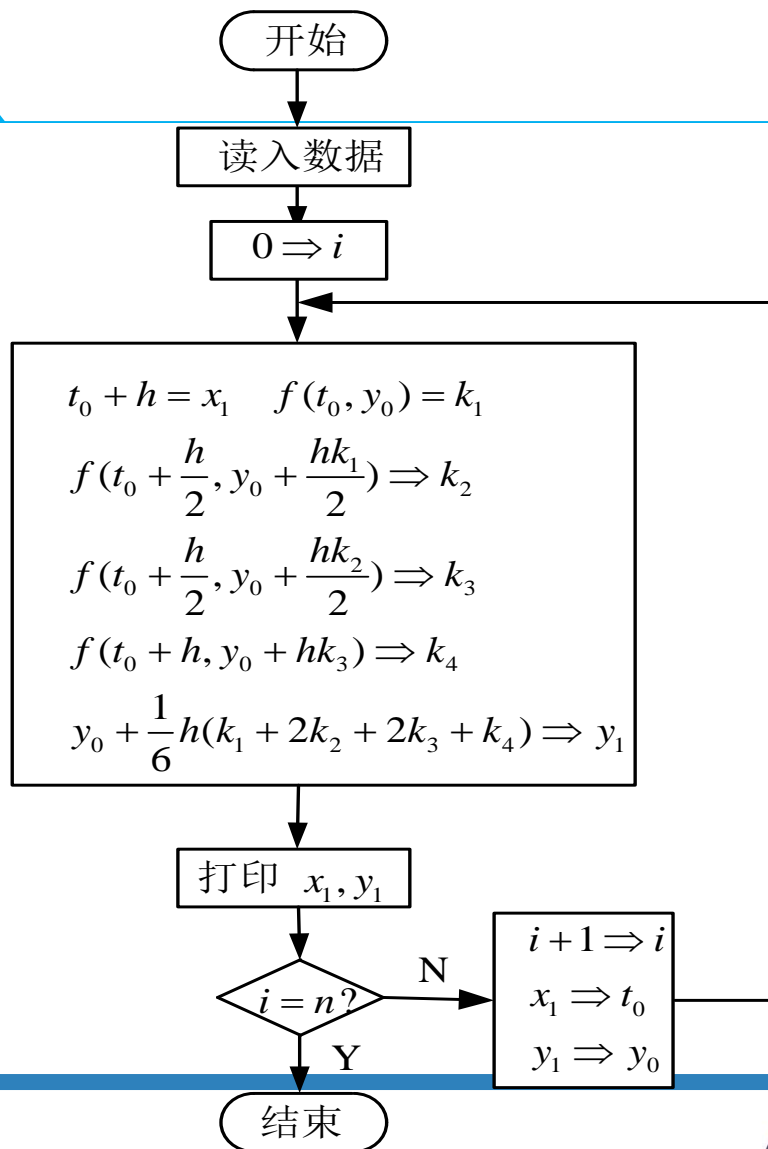 开始
读入数据
0 ⇒ i
t₀ + h = x₁   f(t₀, y₀) = k₁
f(t₀ + h/2, y₀ + hk₁/2) ⇒ k₂
f(t₀ + h/2, y₀ + hk₂/2) ⇒ k₃
f(t₀ + h, y₀ + hk₃) ⇒ k₄
y₀ + 1/6 h(k₁ + 2k₂ + 2k₃ + k₄) ⇒ y₁
打印 x₁, y₁
i = n?
N
i + 1 ⇒ i
x₁ ⇒ t₀
y₁ ⇒ y₀
Y
结束